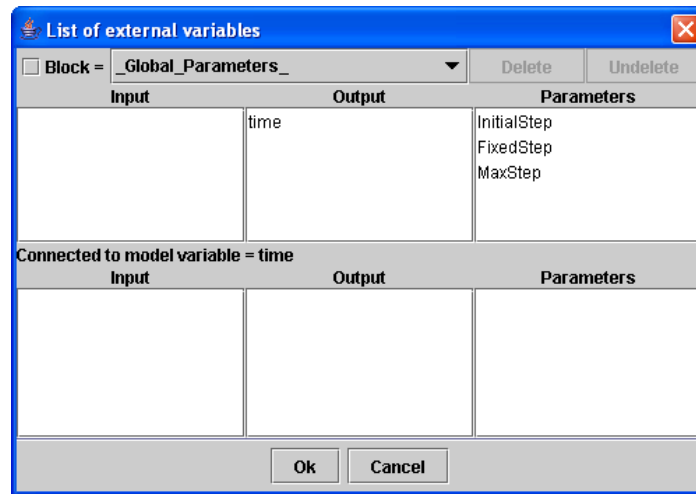 List of external variables
Block = _Global_Parameters_ Delete Undelete
Input Output Parameters
time InitialStep
FixedStep
MaxStep
Connected to model variable = time
Input Output Parameters
Ok Cancel